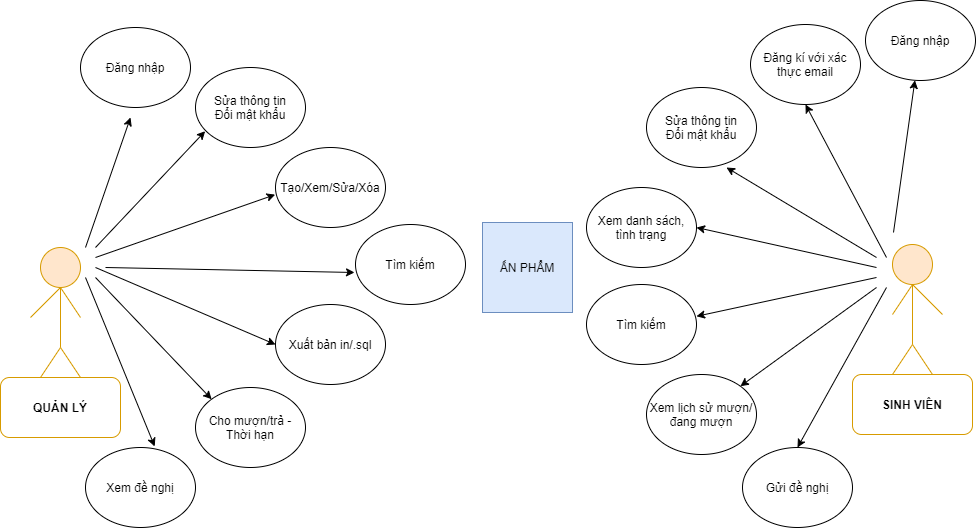 Đăng nhập
Sửa thông tin
Đổi mật khẩu
Tạo/Xem/Sửa/Xóa
Tìm kiếm
Xuất bản in/.sql
Cho mượn/trả -
Thời hạn
Xem đề nghị
QUẢN LÝ
ẤN PHẨM
Đăng nhập
Đăng kí với xác
thực email
Sửa thông tin
Đổi mật khẩu
Xem danh sách,
tình trạng
Tìm kiếm
Xem lịch sử mượn/
đang mượn
Gửi đề nghị
SINH VIÊN